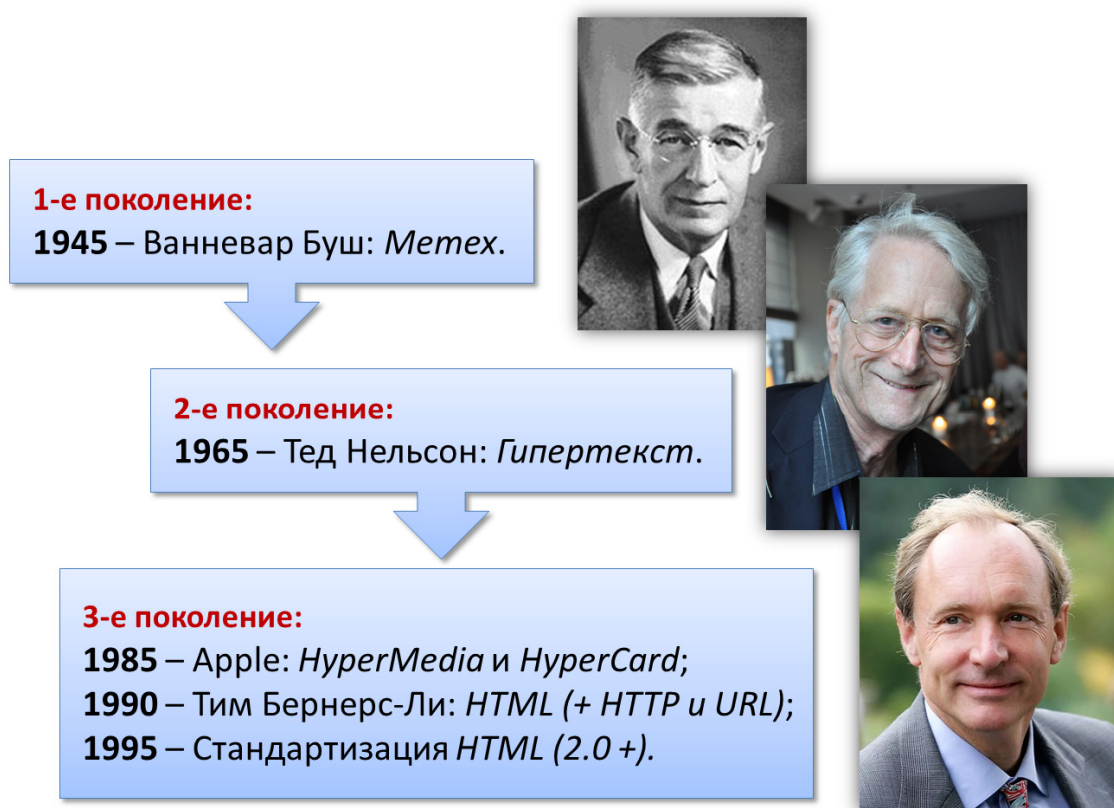 1-е поколение:
1945 – Ванневар Буш: Memex.
2-е поколение:
1965 – Тед Нельсон: Гипертекст.
3-е поколение:
1985 – Apple: HyperMedia и HyperCard;
1990 – Тим Бернерс-Ли: HTML (+ HTTP и URL);
1995 – Стандартизация HTML (2.0 +).